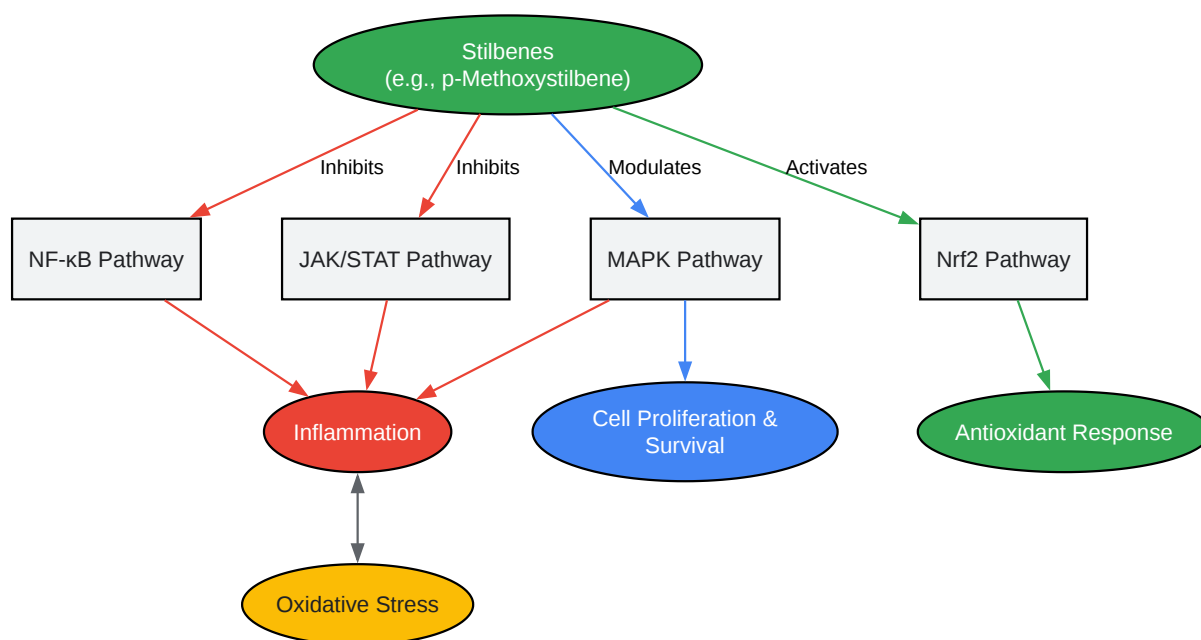 Stilbenes
(e.g., p-Methoxystilbene)
Inhibits
Inhibits
Modulates
Activates
NF-κB Pathway
JAK/STAT Pathway
MAPK Pathway
Nrf2 Pathway
Inflammation
Cell Proliferation &
Survival
Antioxidant Response
Oxidative Stress